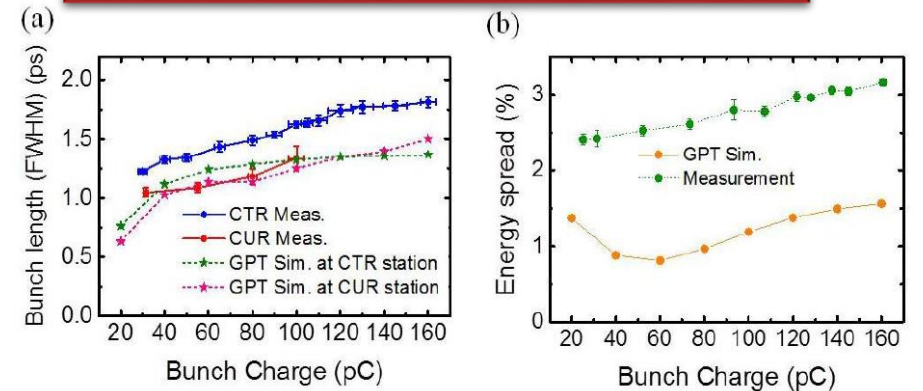 (a)
Bunch length (FWHM) (ps)
2.0
1.5
1.0
0.5
0.0
CTR Meas.
CUR Meas.
GPT Sim. at CTR station
GPT Sim. at CUR station
20 40 60 80 100 120 140 160
Bunch Charge (pC)
(b)
Energy spread (%)
3
2
1
0
GPT Sim.
Measurement
20 40 60 80 100 120 140 160
Bunch Charge (pC)